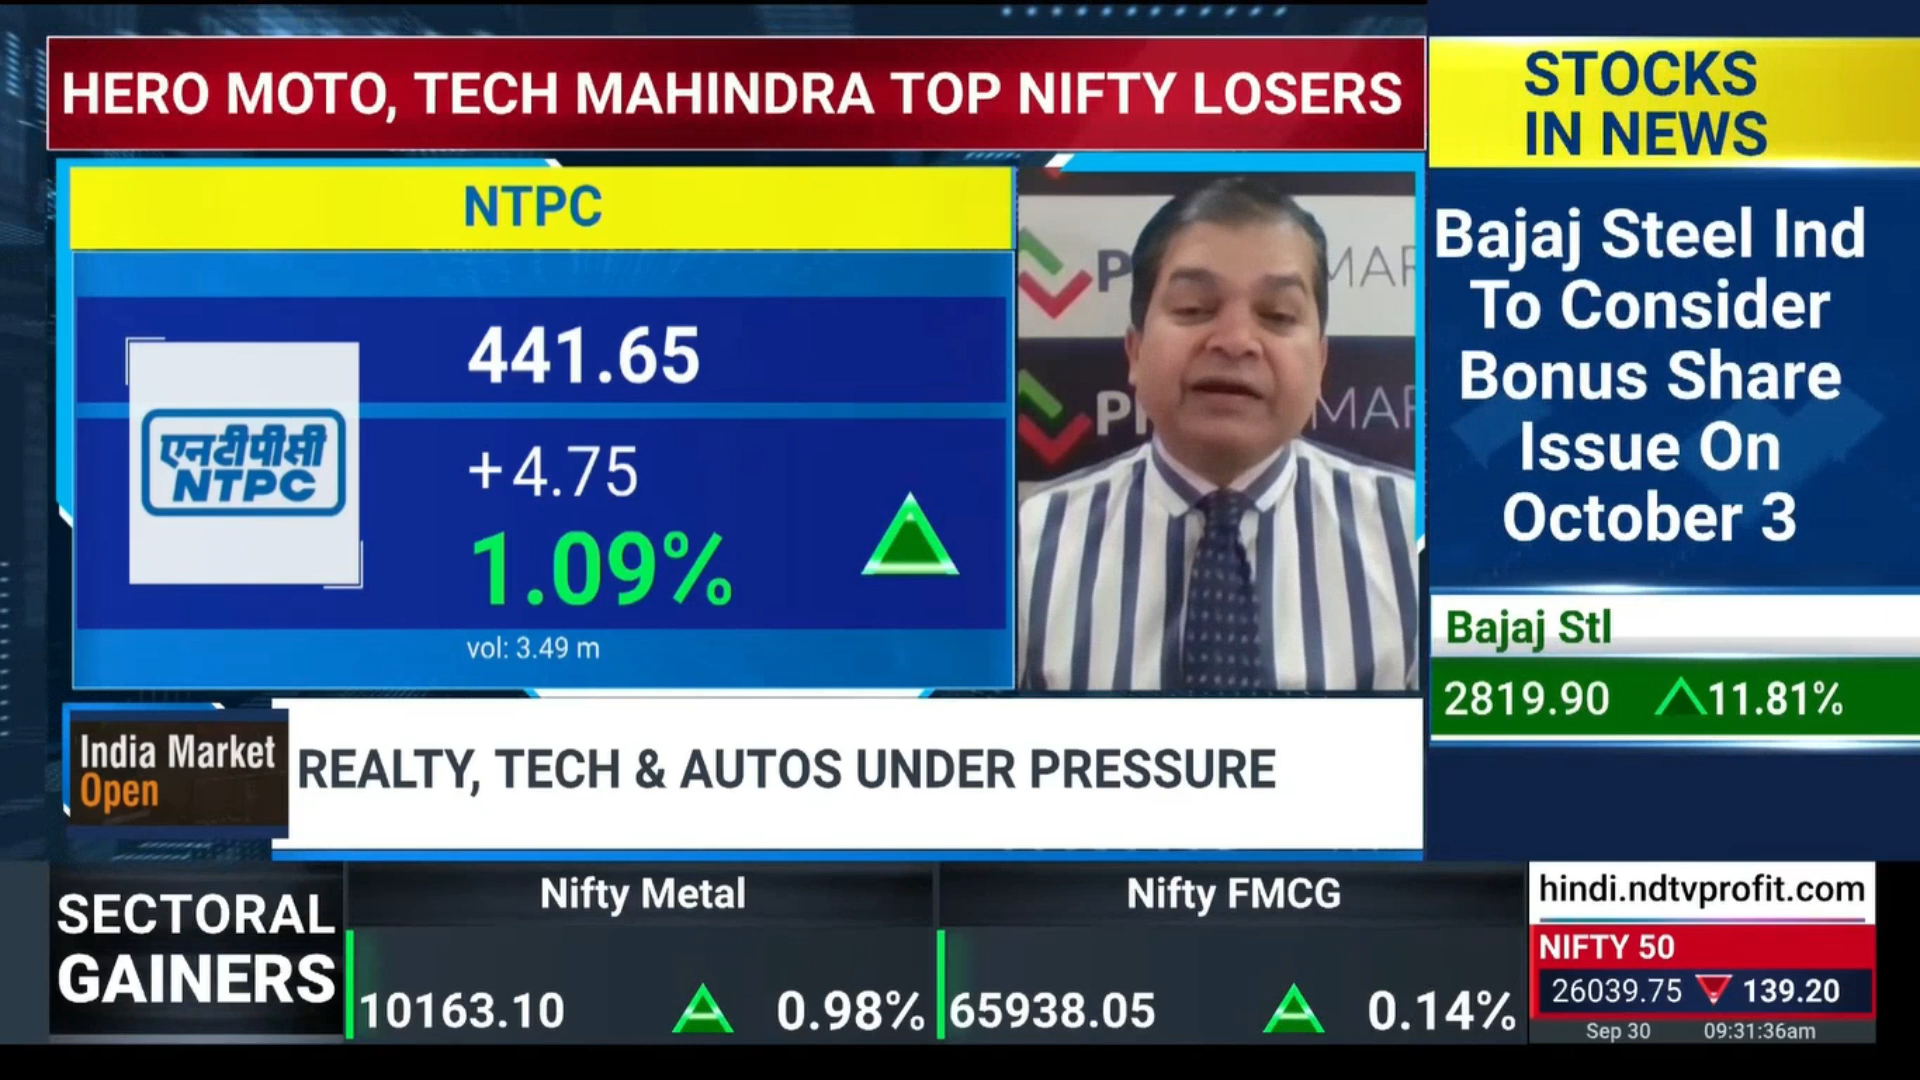 HERO MOTO, TECH MAHINDRA TOP NIFTY LOSERS
STOCKS
IN NEWS
NTPC
441.65
+4.75
1.09%
vol: 3.49 m
एनटीपीसी
NTPC
MAR
MAR
Bajaj Steel Ind
To Consider
Bonus Share
Issue On
October 3
Bajaj Stl
2819.90 11.81%
India Market
Open
REALTY, TECH & AUTOS UNDER PRESSURE
SECTORAL
GAINERS
Nifty Metal
10163.10 0.98%
Nifty FMCG
65938.05 0.14%
hindi.ndtvprofit.com
NIFTY 50
26039.75 139.20
Sep 30 09:31:36am